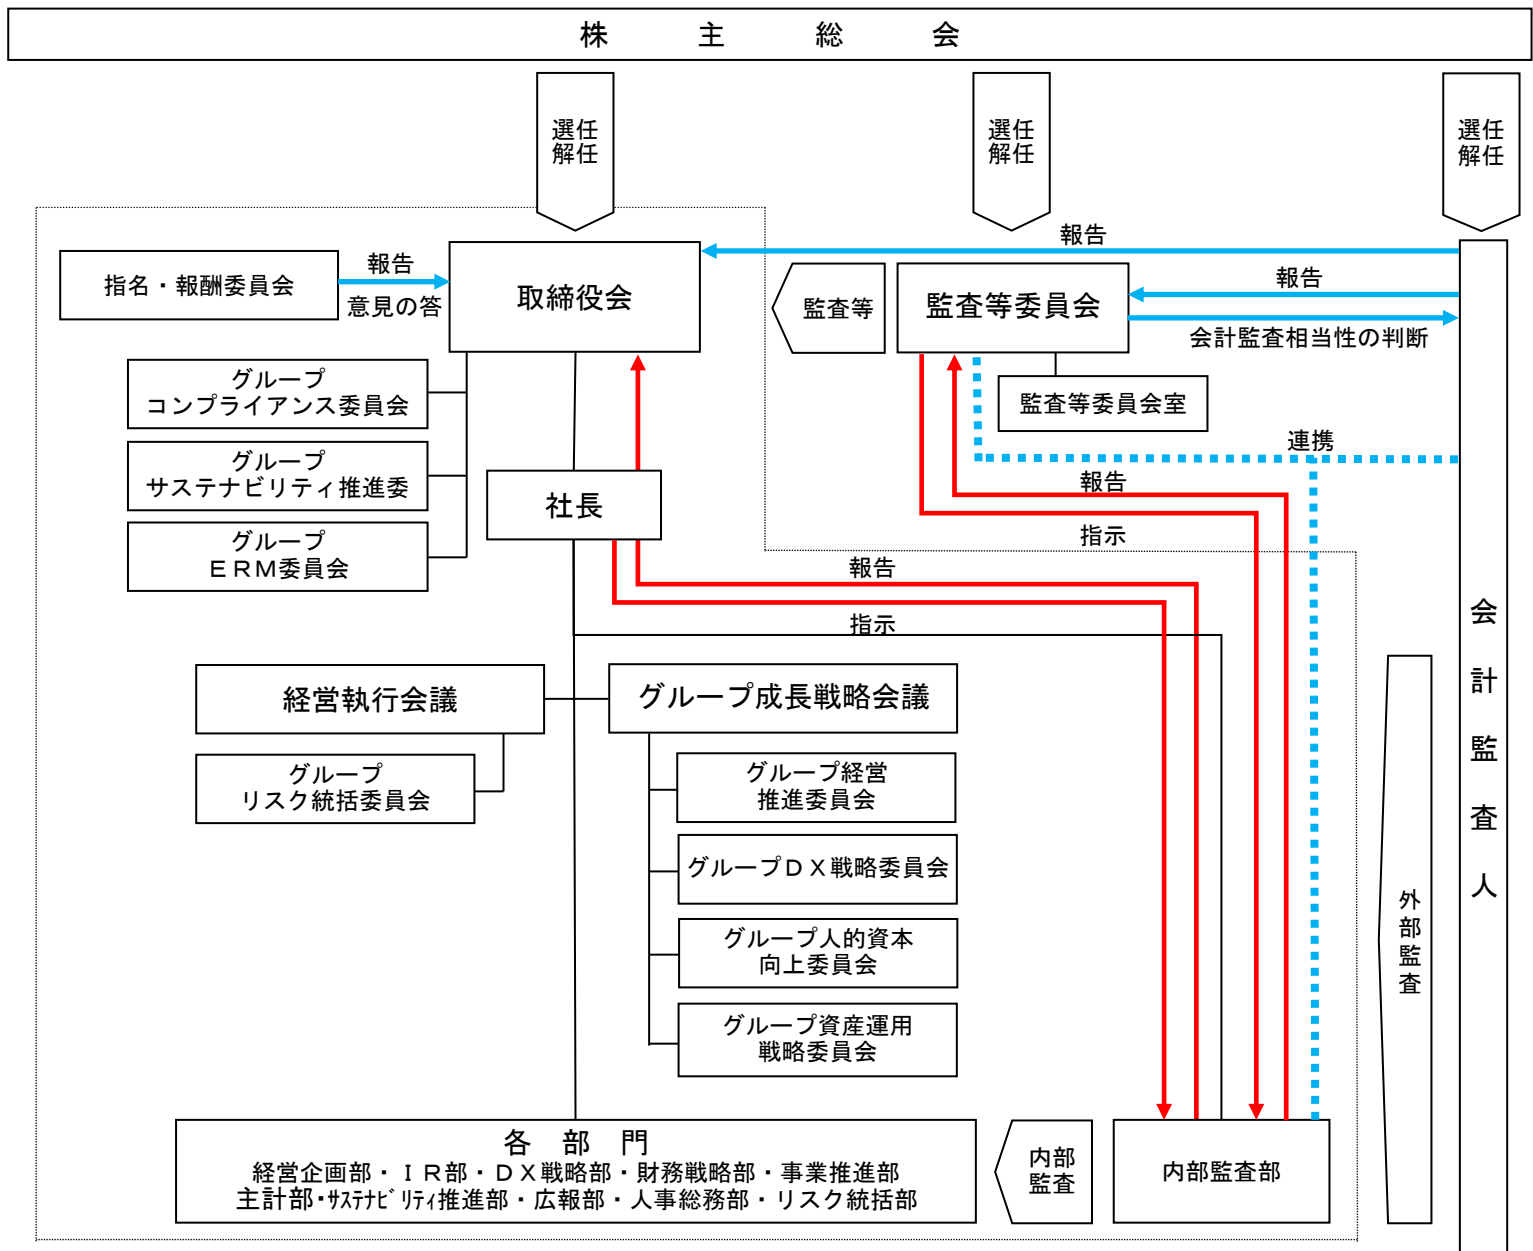 株主総会
選任
解任
選任
解任
選任
解任
報告
指名・報酬委員会
報告
意見の答
取締役会
監査等
監査等委員会
報告
会計監査相当性の判断
グループ
コンプライアンス委員会
監査等委員会室
連携
グループ
サステナビリティ推進委
報告
社長
指示
グループ
ＥＲＭ委員会
報告
指示
会計監査人
経営執行会議
グループ成長戦略会議
グループ
リスク統括委員会
グループ経営
推進委員会
グループＤＸ戦略委員会
外部監査
グループ人的資本
向上委員会
グループ資産運用
戦略委員会
各部門
経営企画部・ＩＲ部・ＤＸ戦略部・財務戦略部・事業推進部
主計部・ｻｽﾃﾅﾋﾞﾘﾃｨ推進部・広報部・人事総務部・リスク統括部
内部
監査
内部監査部